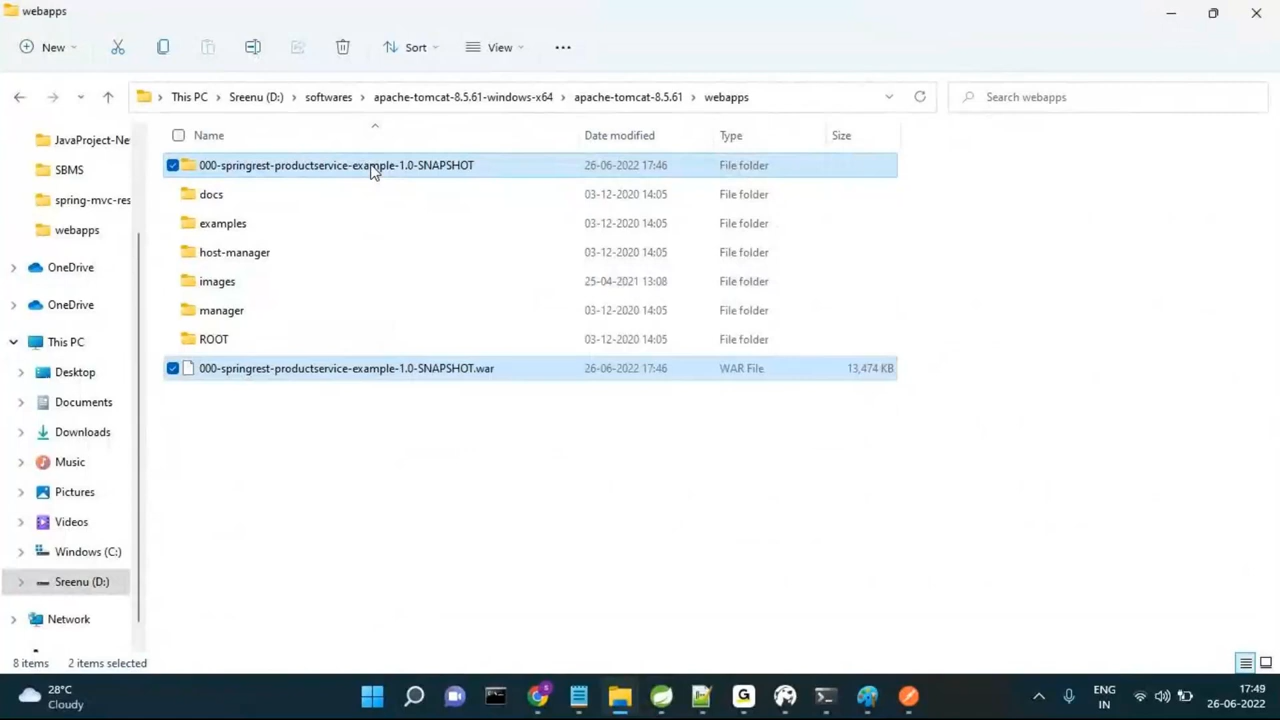 webapps
New
Sort
View
This PC
Sreenu (D:)
softwares
apache-tomcat-8.5.61-windows-x64
apache-tomcat-8.5.61
webapps
Search webapps
Name
Date modified
Type
Size
JavaProject-Ne
SBMS
spring-mvc-res
webapps
OneDrive
OneDrive
This PC
Desktop
Documents
Downloads
Music
Pictures
Videos
Windows (C:)
Sreenu (D:)
Network
000-springrest-productservice-example-1.0-SNAPSHOT 26-06-2022 17:46 File folder
docs 03-12-2020 14:05 File folder
examples 03-12-2020 14:05 File folder
host-manager 03-12-2020 14:05 File folder
images 25-04-2021 13:08 File folder
manager 03-12-2020 14:05 File folder
ROOT 03-12-2020 14:05 File folder
000-springrest-productservice-example-1.0-SNAPSHOT.war 26-06-2022 17:46 WAR File 13,474 KB
8 items 2 items selected
28°C
Cloudy
ENG
IN
17:49
26-06-2022